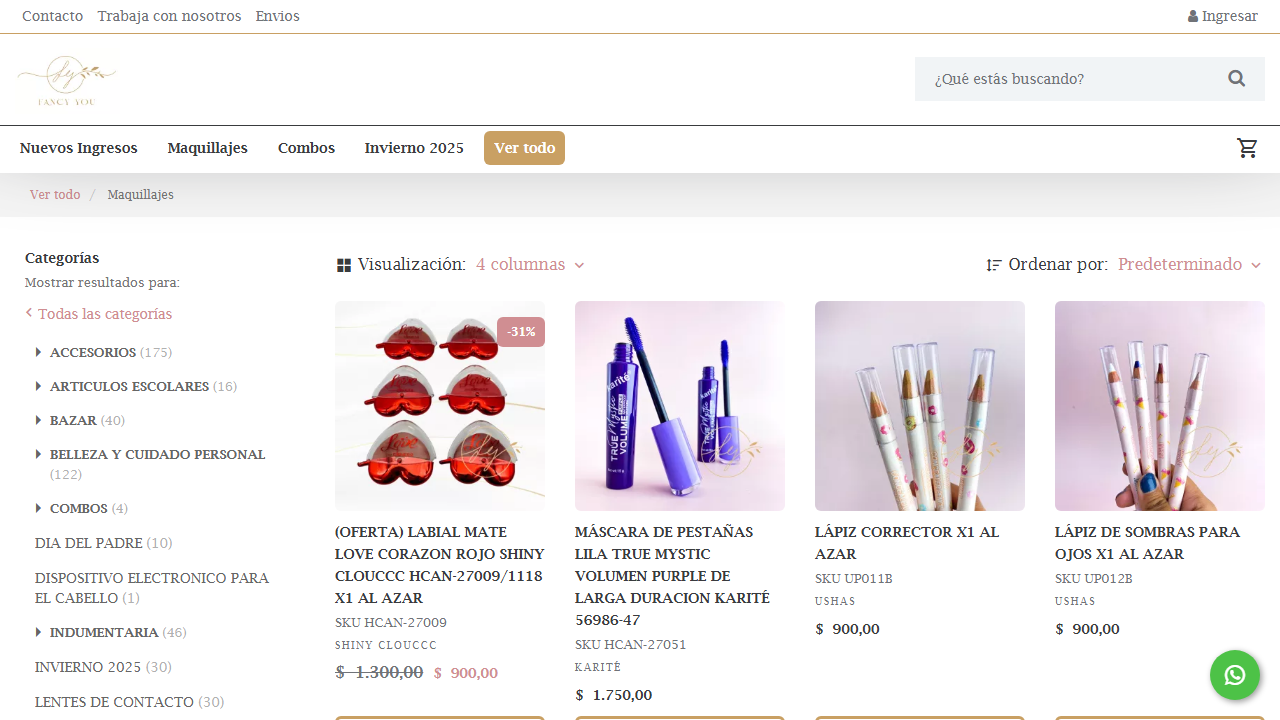 Contacto Trabaja con nosotros Envios Ingresar
FANCY YOU
¿Qué estás buscando?
Nuevos Ingresos Maquillajes Combos Invierno 2025 Ver todo
Ver todo / Maquillajes
Categorías
Mostrar resultados para:
Todas las categorías
ACCESORIOS (175)
ARTICULOS ESCOLARES (16)
BAZAR (40)
BELLEZA Y CUIDADO PERSONAL
(122)
COMBOS (4)
DIA DEL PADRE (10)
DISPOSITIVO ELECTRONICO PARA
EL CABELLO (1)
INDUMENTARIA (46)
INVIERNO 2025 (30)
LENTES DE CONTACTO (30)
Visualización: 4 columnas
Ordenar por: Predeterminado
-31%
(OFERTA) LABIAL MATE
LOVE CORAZON ROJO SHINY
CLOUCCC HCAN-27009/1118
X1 AL AZAR
SKU HCAN-27009
SHINY CLOUCCC
$ 1.300,00 $ 900,00
karité
TRUE Mystic
VOLUME
MÁSCARA DE PESTAÑAS
LILA TRUE MYSTIC
VOLUMEN PURPLE DE
LARGA DURACION KARITÉ
56986-47
SKU HCAN-27051
KARITÉ
$ 1.750,00
LÁPIZ CORRECTOR X1 AL
AZAR
SKU UP011B
USHAS
$ 900,00
LÁPIZ DE SOMBRAS PARA
OJOS X1 AL AZAR
SKU UP012B
USHAS
$ 900,00